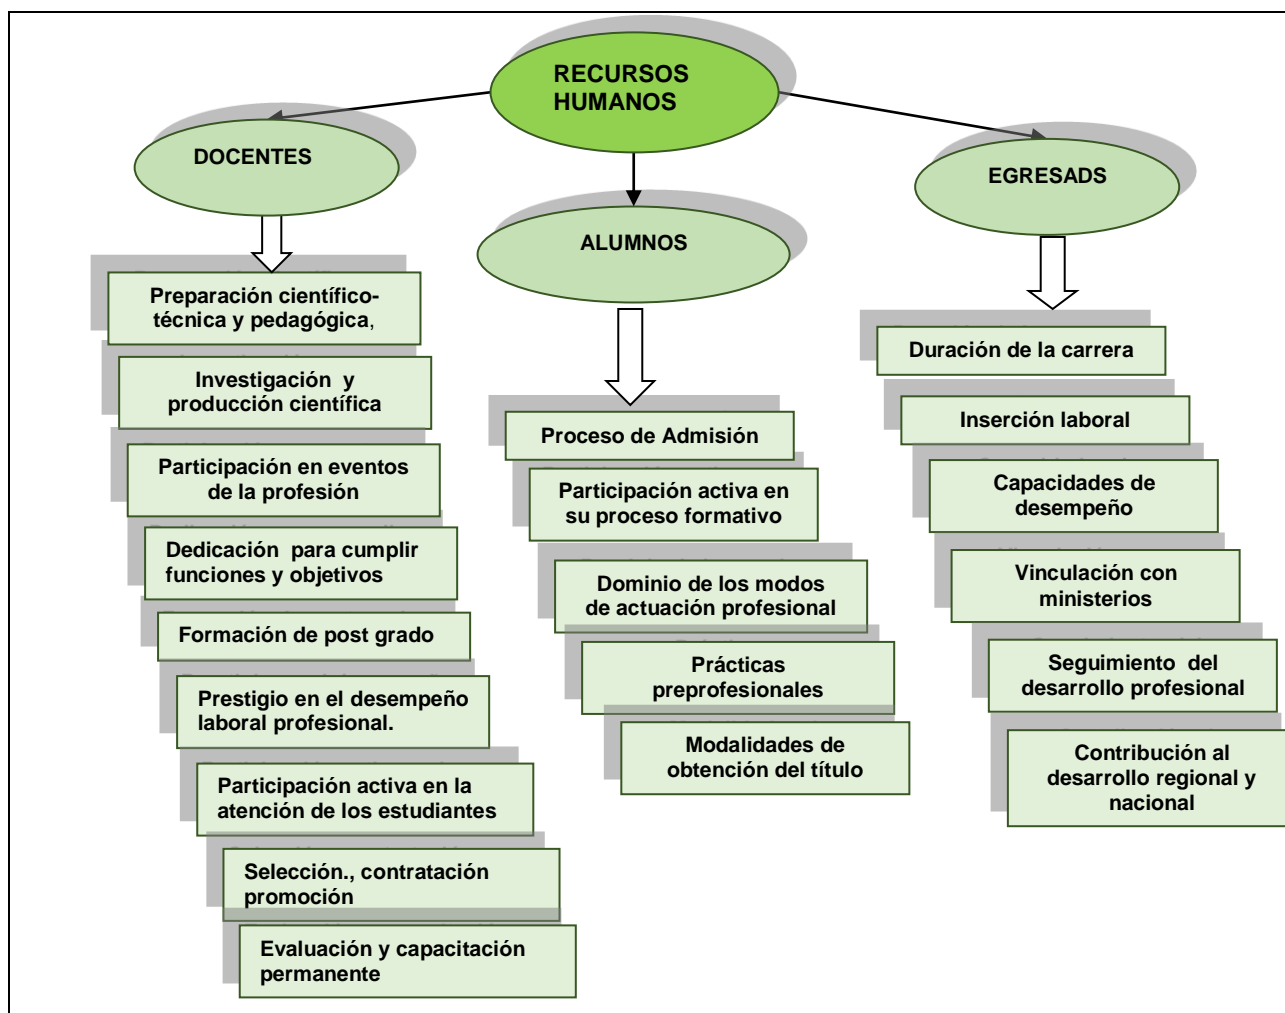 RECURSOS
HUMANOS
DOCENTES
Preparación científico-
técnica y pedagógica,
Investigación y
producción científica
Participación en eventos
de la profesión
Dedicación para cumplir
funciones y objetivos
Formación de post grado
Prestigio en el desempeño
laboral profesional.
Participación activa en la
atención de los estudiantes
Selección., contratación
promoción
Evaluación y capacitación
permanente
ALUMNOS
Proceso de Admisión
Participación activa en
su proceso formativo
Dominio de los modos
de actuación profesional
Prácticas
preprofesionales
Modalidades de
obtención del título
EGRESADS
Duración de la carrera
Inserción laboral
Capacidades de
desempeño
Vinculación con
ministerios
Seguimiento del
desarrollo profesional
Contribución al
desarrollo regional y
nacional